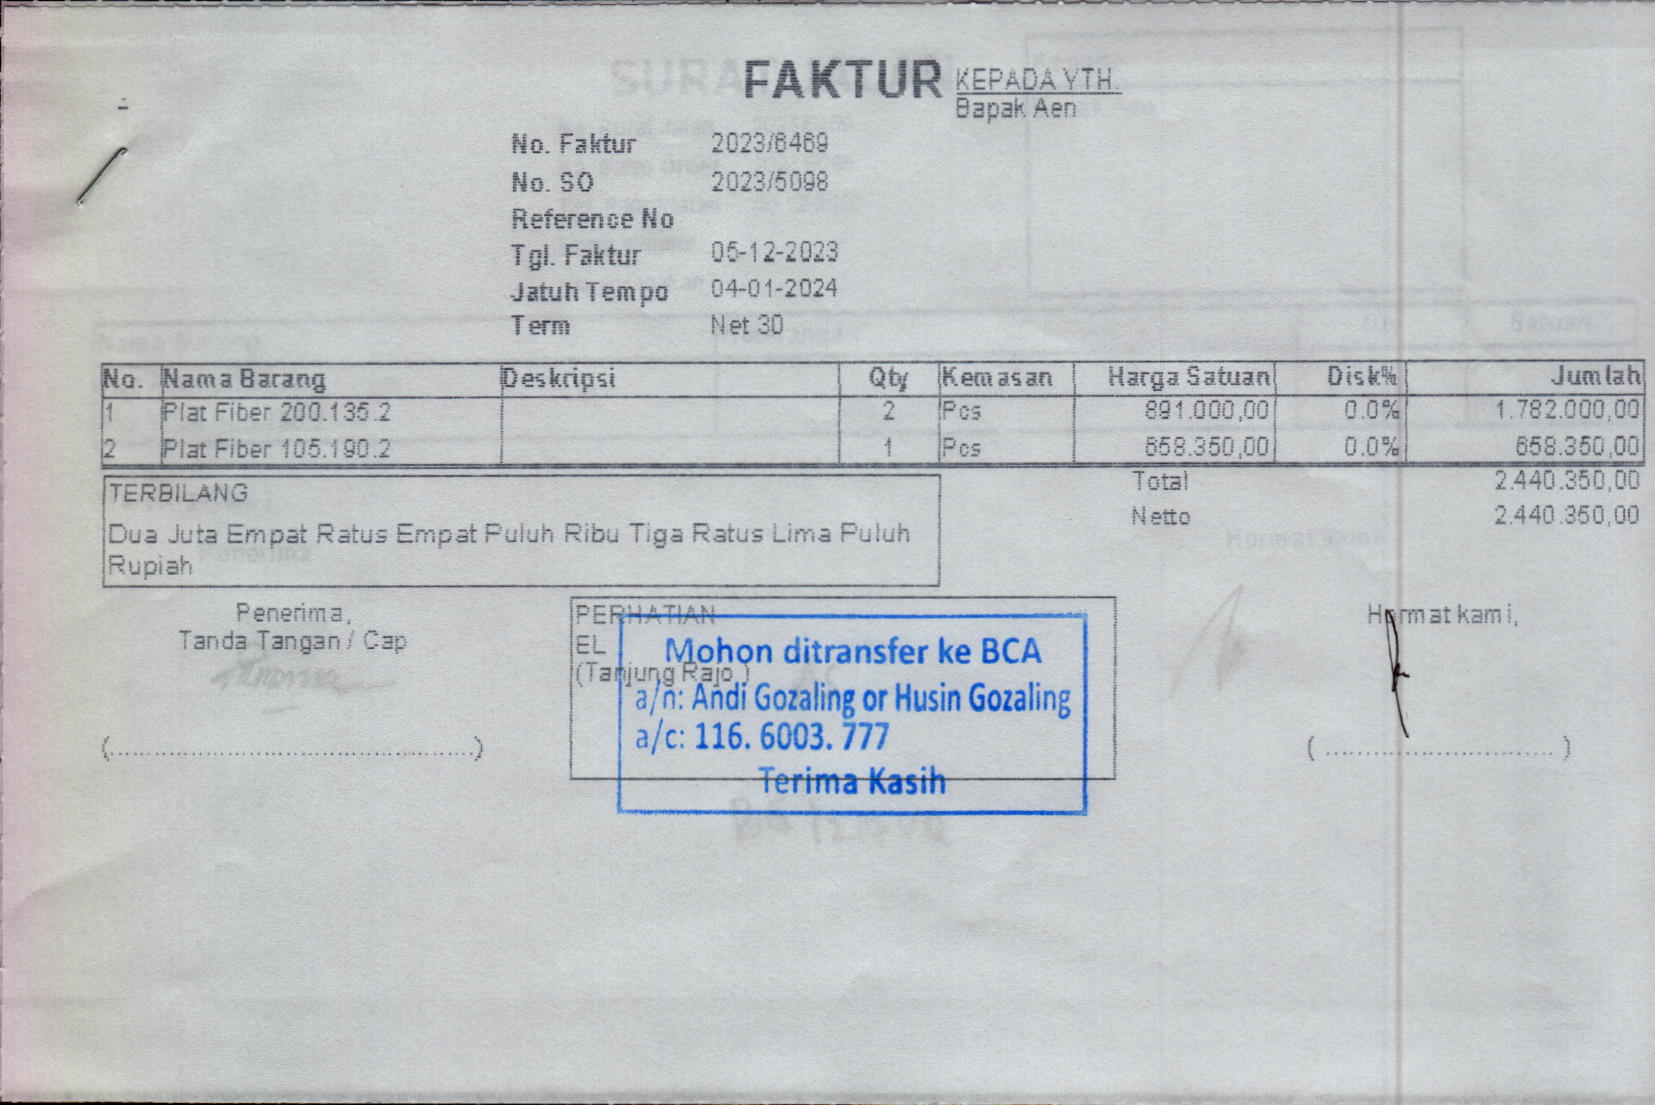 FAKTUR
KEPADA YTH.
Bapak Aen
No. Faktur 2023/6469
No. SO 2023/5098
Reference No
Tgl. Faktur 05-12-2023
Jatuh Tempo 04-01-2024
Term Net 30
No. Nama Barang Deskripsi Qty Kemasan Harga Satuan Disk% Jumlah
1 Plat Fiber 200.135.2 2 Pcs 891.000,00 0.0% 1.782.000,00
2 Plat Fiber 105.190.2 1 Pcs 658.350,00 0.0% 658.350,00
Total 2.440.350,00
Netto 2.440.350,00
TERBILANG
Dua Juta Empat Ratus Empat Puluh Ribu Tiga Ratus Lima Puluh
Rupiah
Penerima,
Tanda Tangan / Cap
(............................................)
PERHATIAN
EL
(Tanjung Rajo )
Mohon ditransfer ke BCA
a/n: Andi Gozaling or Husin Gozaling
a/c: 116. 6003. 777
Terima Kasih
Hormat kami,
( ............................ )